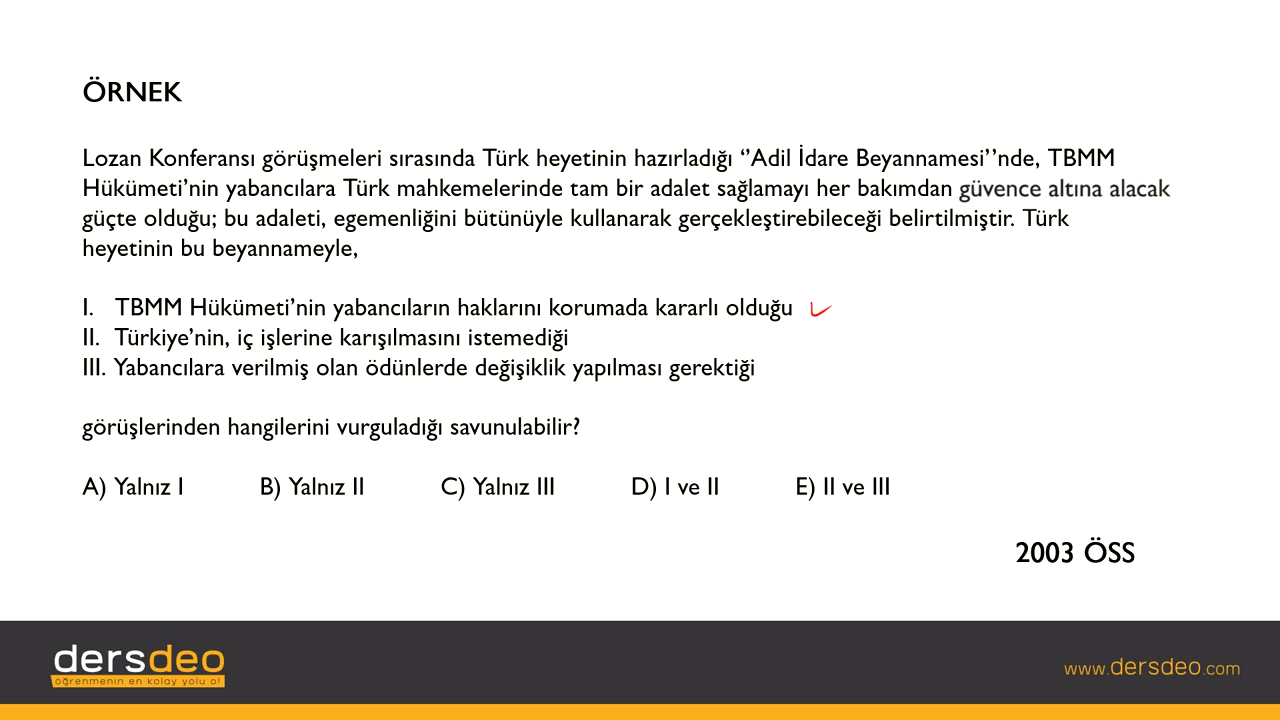 ÖRNEK
Lozan Konferansı görüşmeleri sırasında Türk heyetinin hazırladığı ‘’Adil İdare Beyannamesi’’nde, TBMM
Hükümeti’nin yabancılara Türk mahkemelerinde tam bir adalet sağlamayı her bakımdan güvence altına alacak
güçte olduğu; bu adaleti, egemenliğini bütünüyle kullanarak gerçekleştirebileceği belirtilmiştir. Türk
heyetinin bu beyannameyle,
I. TBMM Hükümeti’nin yabancıların haklarını korumada kararlı olduğu
II. Türkiye’nin, iç işlerine karışılmasını istemediği
III. Yabancılara verilmiş olan ödünlerde değişiklik yapılması gerektiği
görüşlerinden hangilerini vurguladığı savunulabilir?
A) Yalnız I B) Yalnız II C) Yalnız III D) I ve II E) II ve III
2003 ÖSS
dersdeo
öğrenmenin en kolay yolu o!
www.dersdeo.com